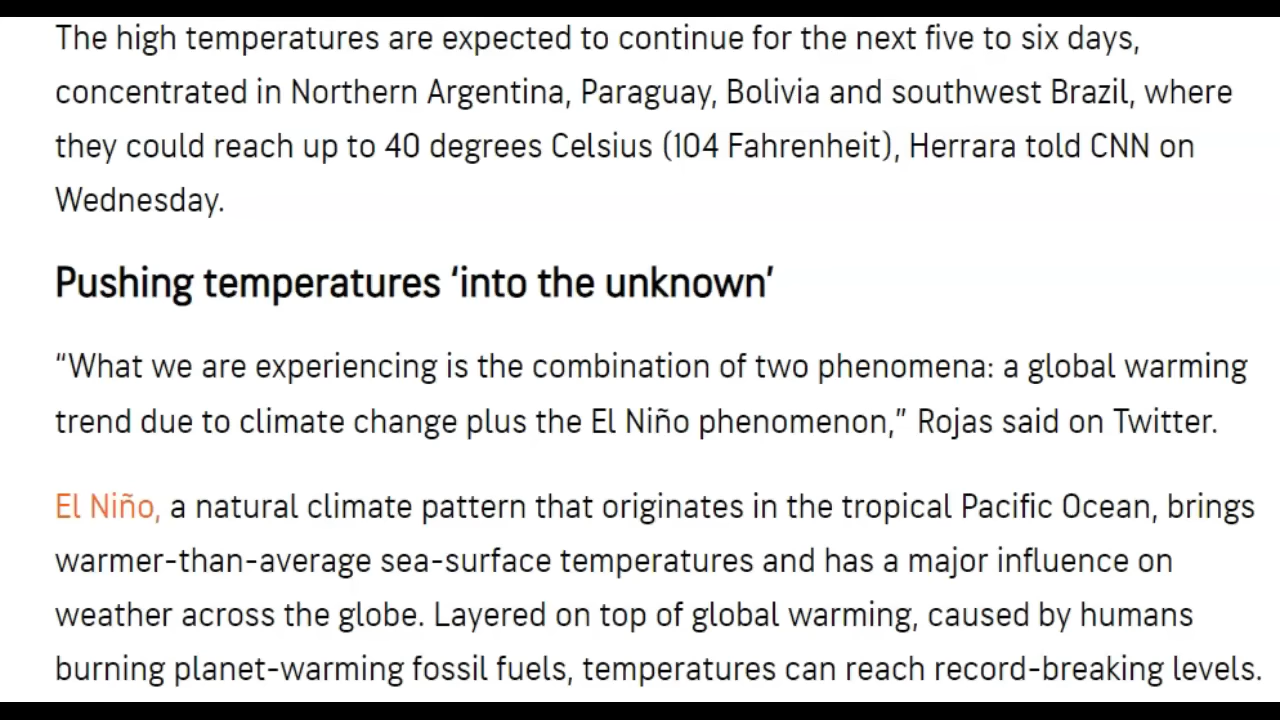 The high temperatures are expected to continue for the next five to six days,
concentrated in Northern Argentina, Paraguay, Bolivia and southwest Brazil, where
they could reach up to 40 degrees Celsius (104 Fahrenheit), Herrara told CNN on
Wednesday.
Pushing temperatures ‘into the unknown’
“What we are experiencing is the combination of two phenomena: a global warming
trend due to climate change plus the El Niño phenomenon,” Rojas said on Twitter.
El Niño, a natural climate pattern that originates in the tropical Pacific Ocean, brings
warmer-than-average sea-surface temperatures and has a major influence on
weather across the globe. Layered on top of global warming, caused by humans
burning planet-warming fossil fuels, temperatures can reach record-breaking levels.